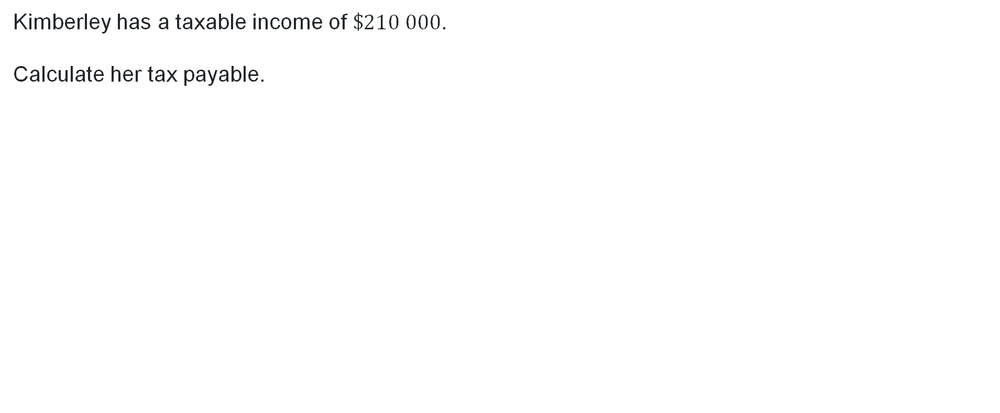 Kimberley has a taxable income of $210 000.
Calculate her tax payable.